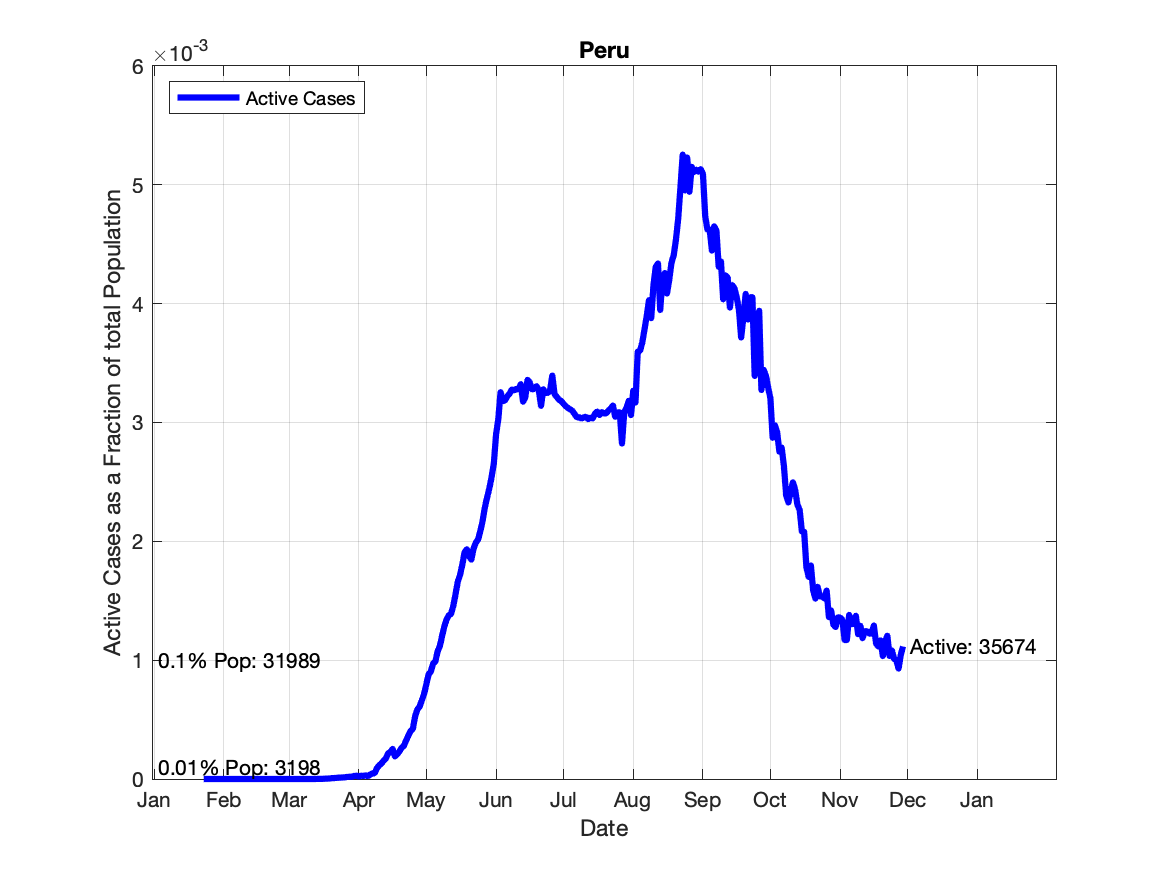 Peru
×10-3
Active Cases
Active Cases as a Fraction of total Population
6
5
4
3
2
1
0
0.1% Pop: 31989
0.01% Pop: 3198
Active: 35674
Jan Feb Mar Apr May Jun Jul Aug Sep Oct Nov Dec Jan
Date